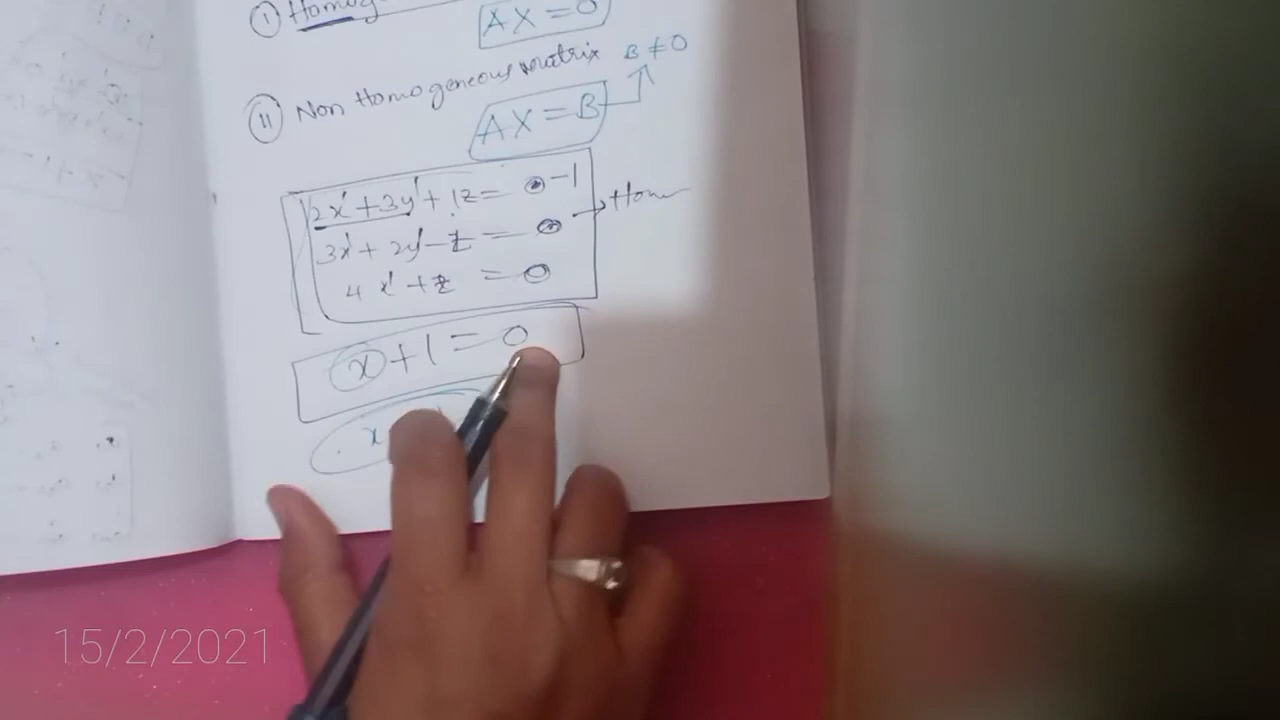 I Homog
AX = 0
II Non Homogeneous matrix B ≠ 0
AX = B
2x + 3y + 1z = 0 - 1
3x + 2y - z = 0 → Hom
4x + z = 0
x + 1 = 0
x
15/2/2021